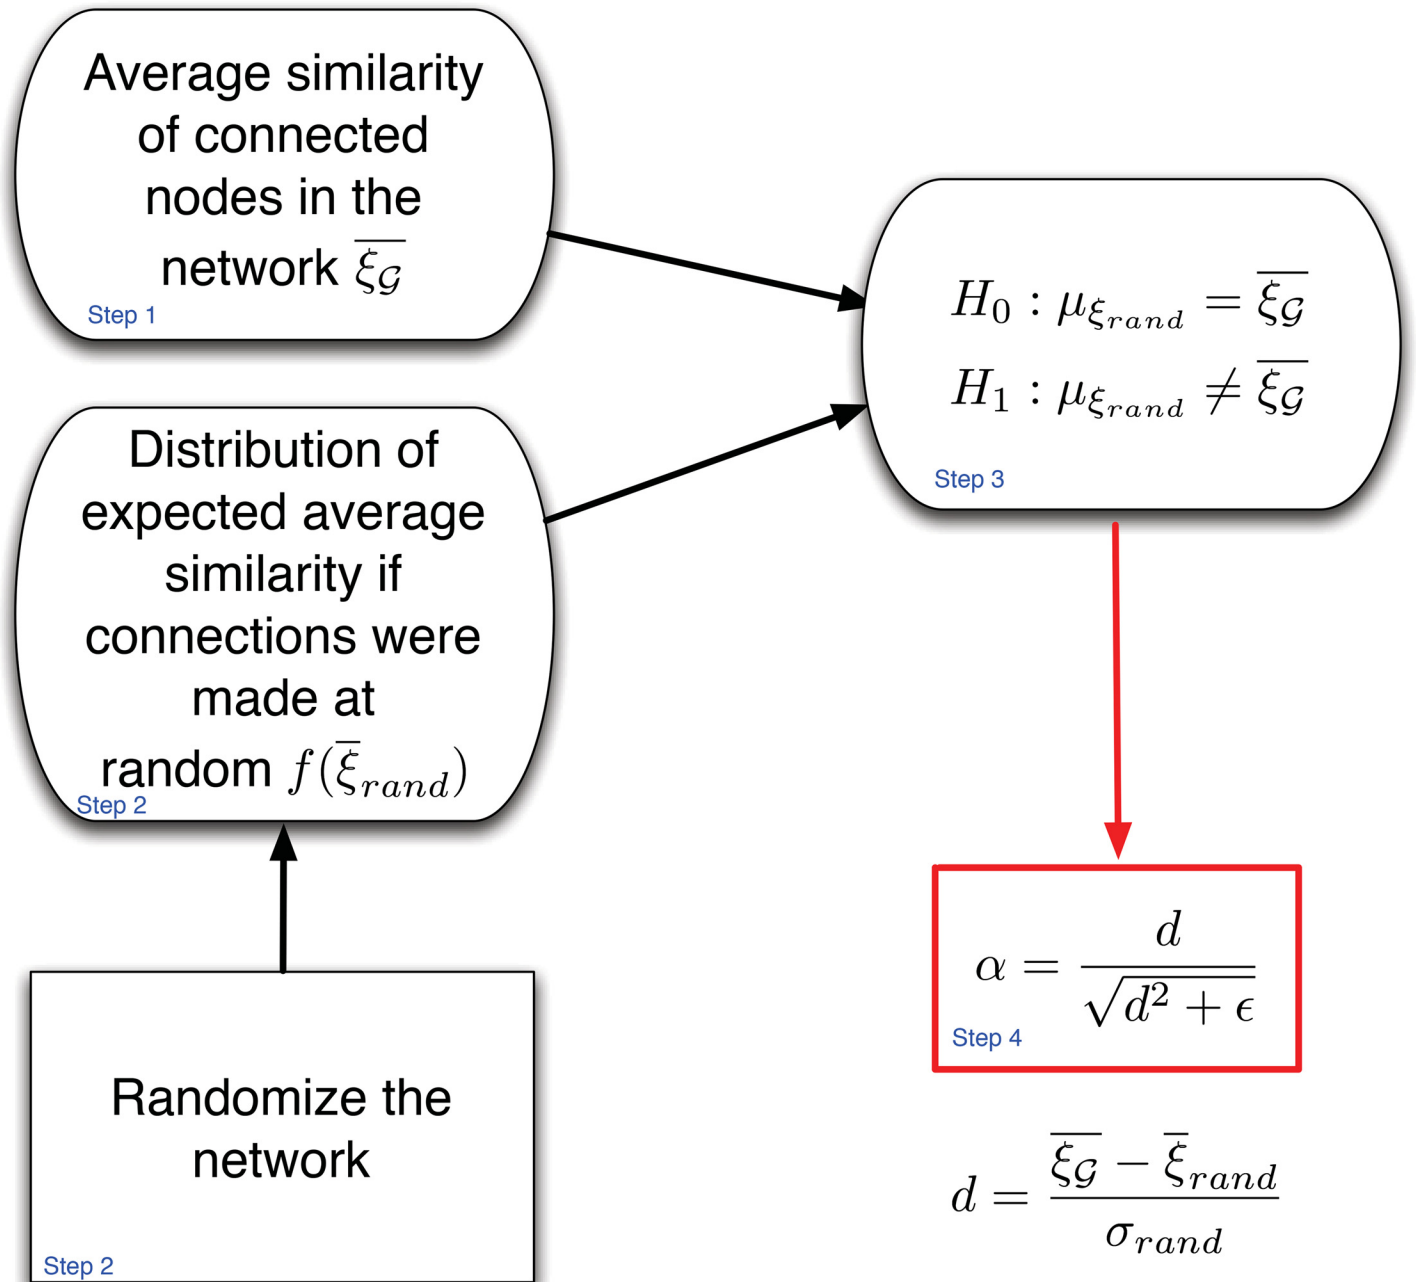 Average similarity
of connected
nodes in the
network $\overline{\xi_{\mathcal{G}}}$
Step 1
Distribution of
expected average
similarity if
connections were
made at
random $f(\overline{\xi}_{rand})$
Step 2
Randomize the
network
Step 2
$H_0 : \mu_{\xi_{rand}} = \overline{\xi_{\mathcal{G}}}$
$H_1 : \mu_{\xi_{rand}} \neq \overline{\xi_{\mathcal{G}}}$
Step 3
$\alpha = \frac{d}{\sqrt{d^2 + \epsilon}}$
Step 4
$d = \frac{\overline{\xi_{\mathcal{G}}} - \overline{\xi}_{rand}}{\sigma_{rand}}$